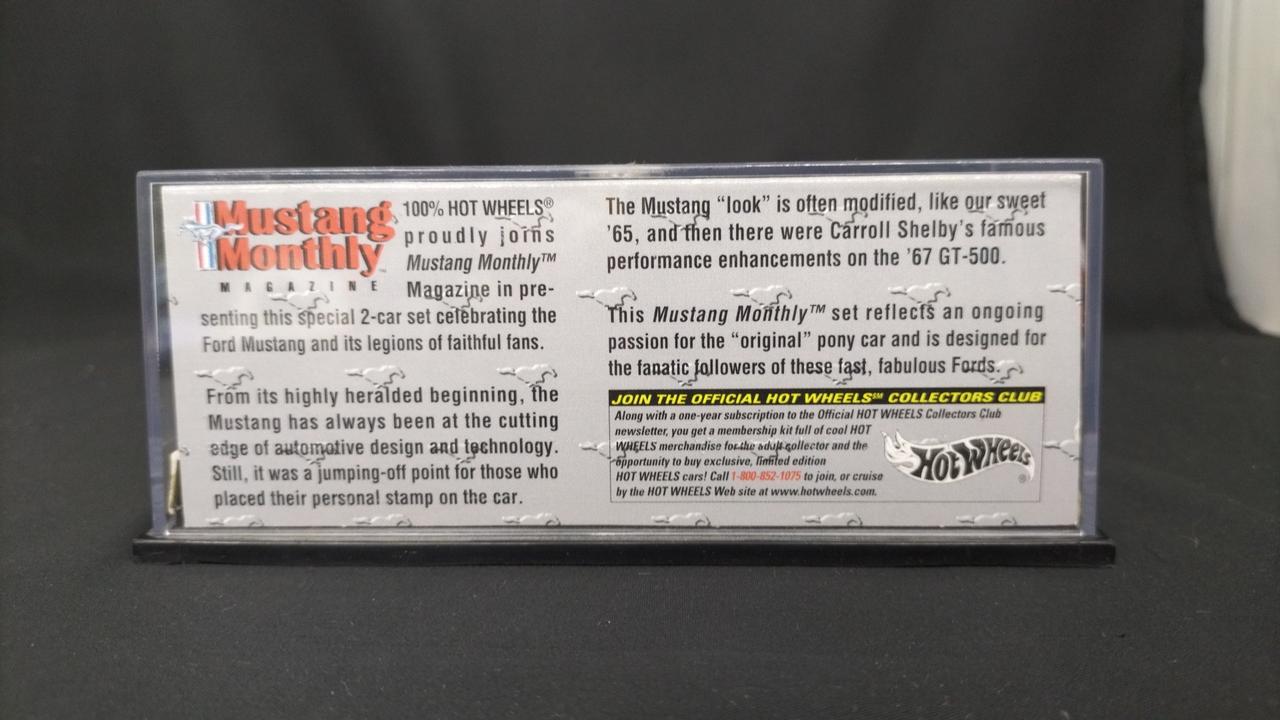 Mustang
Monthly™
MAGAZINE
100% HOT WHEELS®
proudly joins
Mustang Monthly™
Magazine in pre-
senting this special 2-car set celebrating the
Ford Mustang and its legions of faithful fans.
From its highly heralded beginning, the
Mustang has always been at the cutting
edge of automotive design and technology.
Still, it was a jumping-off point for those who
placed their personal stamp on the car.
The Mustang “look” is often modified, like our sweet
’65, and then there were Carroll Shelby’s famous
performance enhancements on the ’67 GT-500.
This Mustang Monthly™ set reflects an ongoing
passion for the “original” pony car and is designed for
the fanatic followers of these fast, fabulous Fords.
JOIN THE OFFICIAL HOT WHEELS℠ COLLECTORS CLUB
Along with a one-year subscription to the Official HOT WHEELS Collectors Club
newsletter, you get a membership kit full of cool HOT
WHEELS merchandise for the adult collector and the
opportunity to buy exclusive, limited edition
HOT WHEELS cars! Call 1-800-852-1075 to join, or cruise
by the HOT WHEELS Web site at www.hotwheels.com.
Hot Wheels®